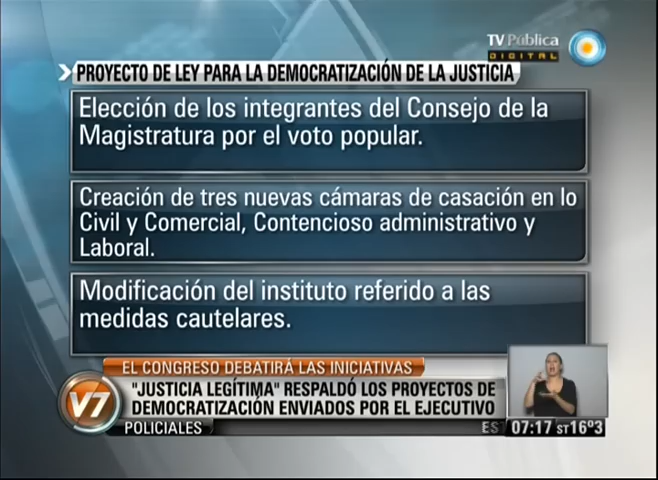 TV Pública
DIGITAL
PROYECTO DE LEY PARA LA DEMOCRATIZACIÓN DE LA JUSTICIA
Elección de los integrantes del Consejo de la
Magistratura por el voto popular.
Creación de tres nuevas cámaras de casación en lo
Civil y Comercial, Contencioso administrativo y
Laboral.
Modificación del instituto referido a las
medidas cautelares.
EL CONGRESO DEBATIRÁ LAS INICIATIVAS
"JUSTICIA LEGÍTIMA" RESPALDÓ LOS PROYECTOS DE
DEMOCRATIZACIÓN ENVIADOS POR EL EJECUTIVO
V7
POLICIALES
ES
07:17 ST16º3